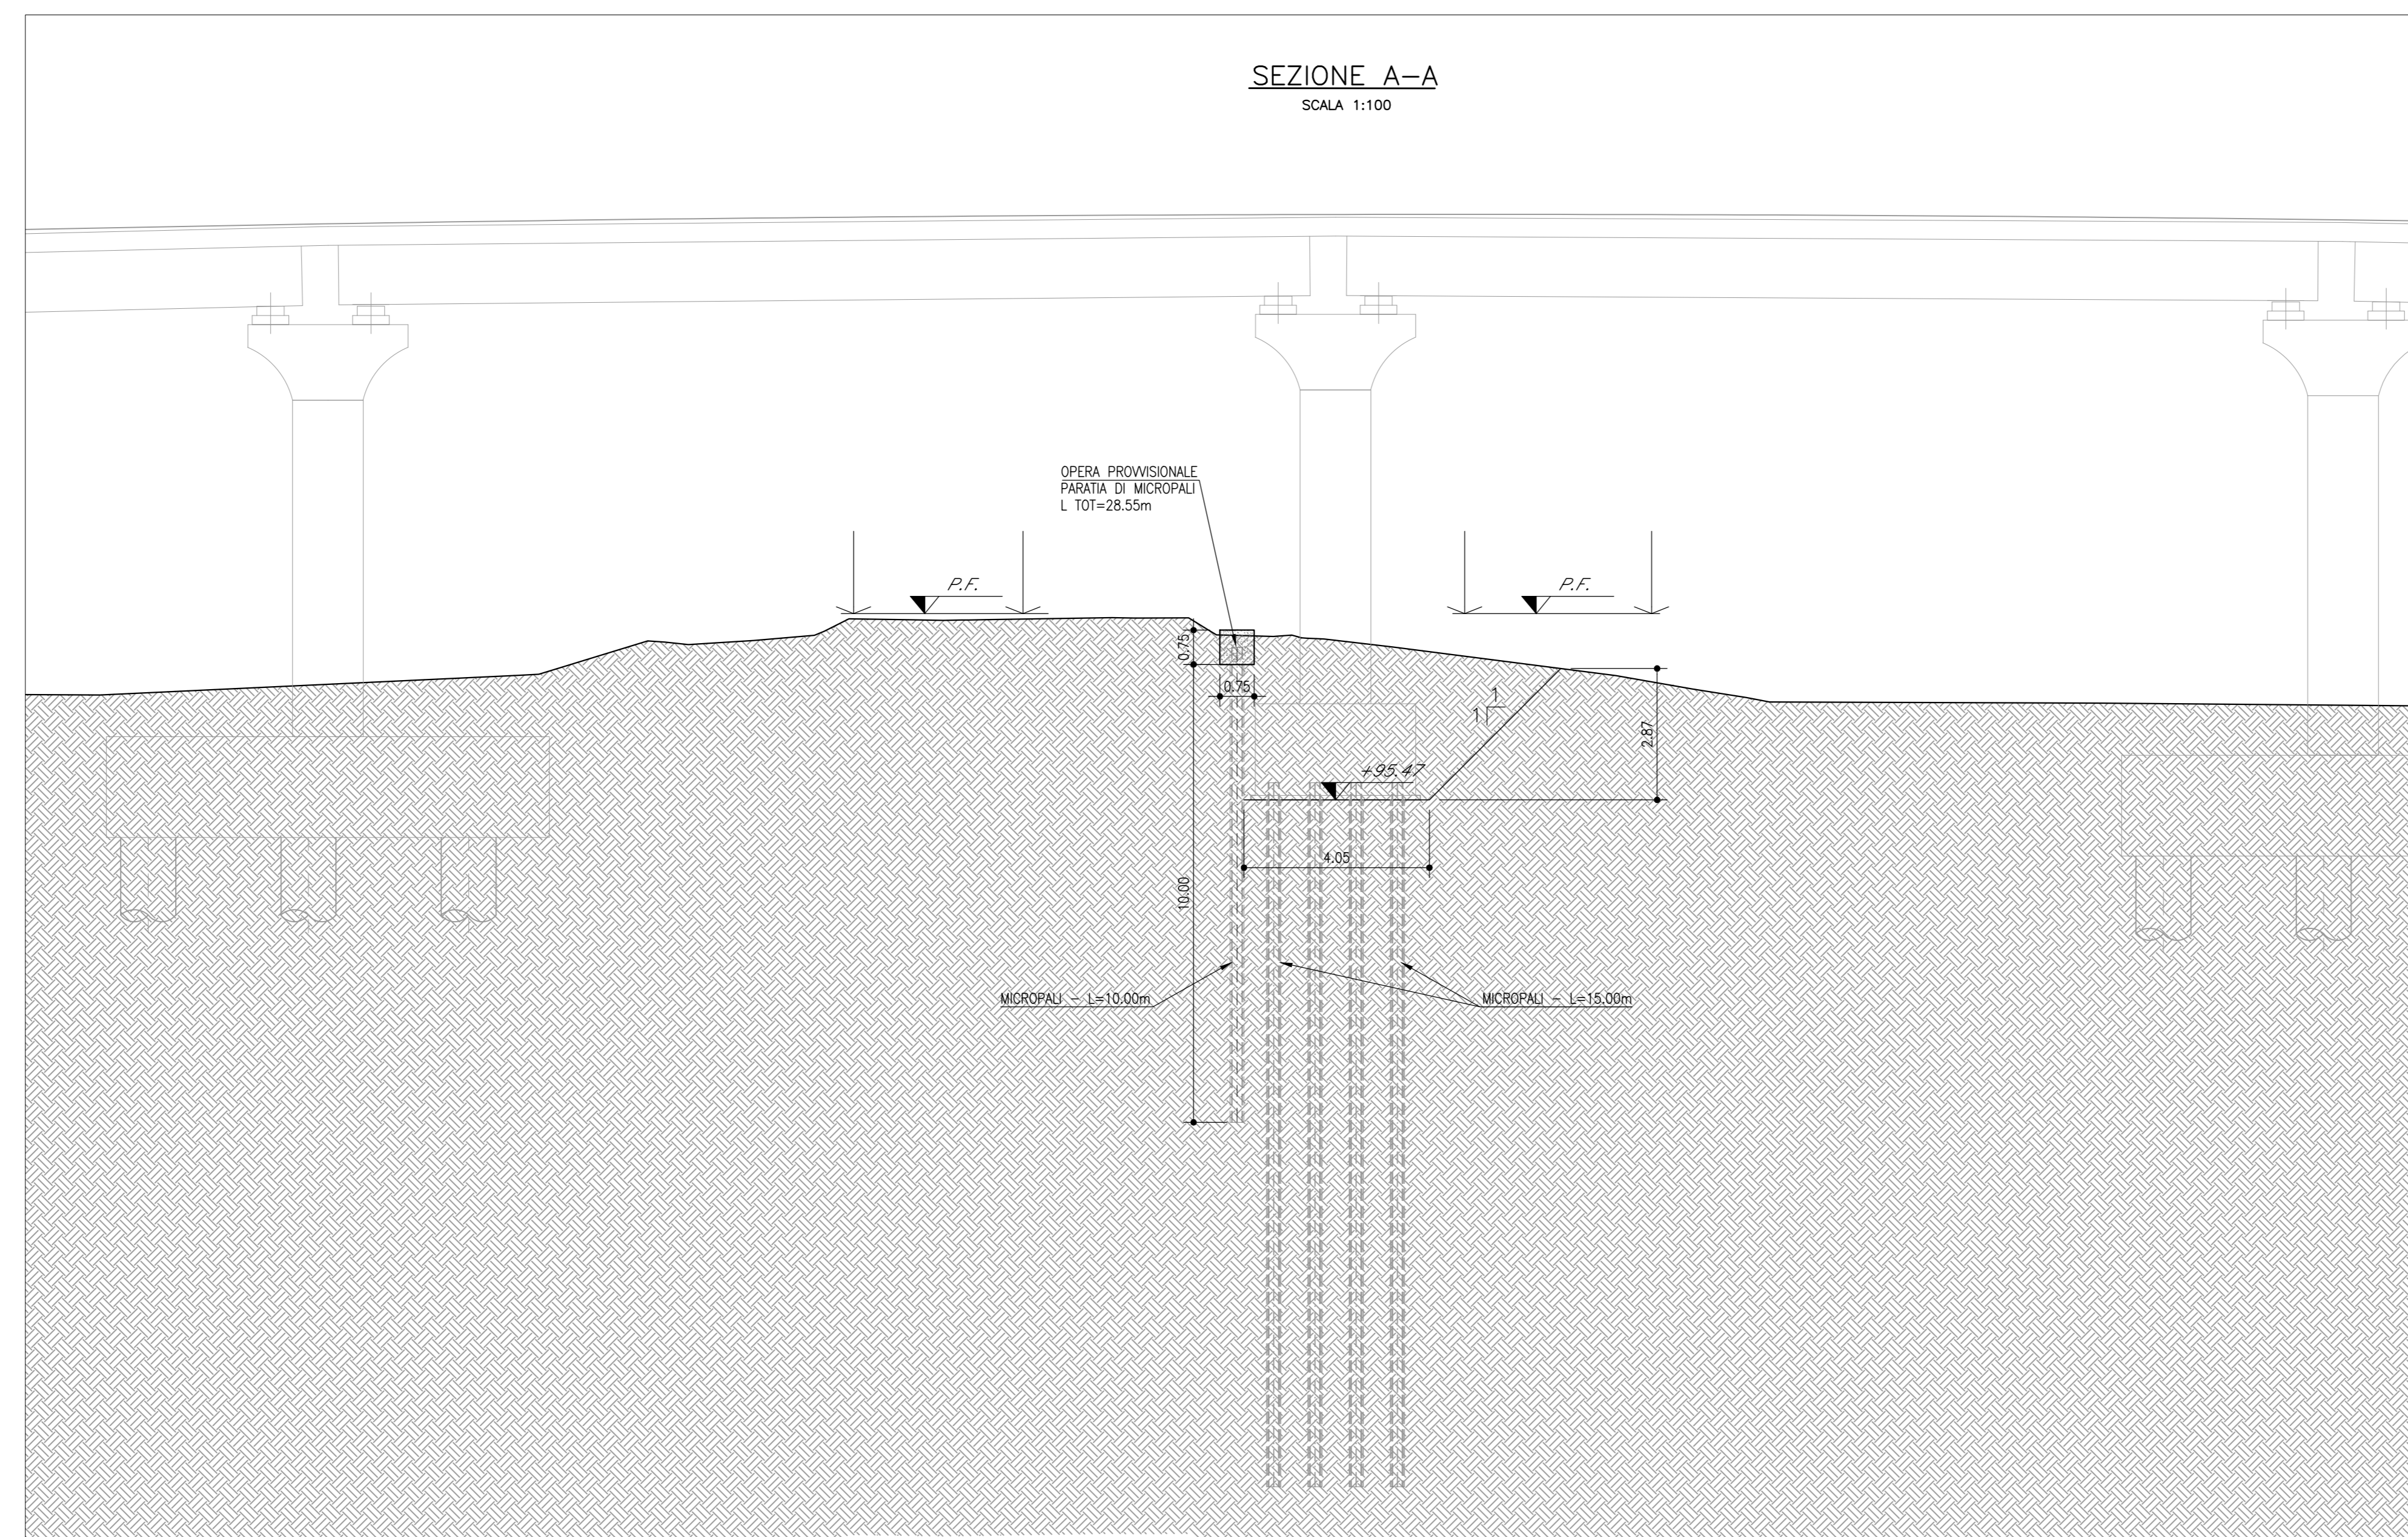 SEZIONE A-A
SCALA 1:100
OPERA PROVVISIONALE
PARATIA DI MICROPALI
L TOT=28.55m
P.F.
P.F.
0.75
0.75
1
1
2.87
+95.47
4.05
10.00
MICROPALI - L=10.00m
MICROPALI - L=15.00m